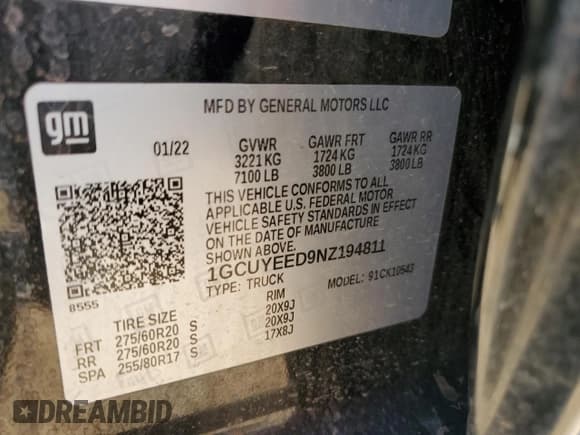 gm
MFD BY GENERAL MOTORS LLC
01/22 GVWR GAWR FRT GAWR RR
3221 KG 1724 KG 1724 KG
7100 LB 3800 LB 3800 LB
THIS VEHICLE CONFORMS TO ALL
APPLICABLE U.S. FEDERAL MOTOR
VEHICLE SAFETY STANDARDS IN EFFECT
ON THE DATE OF MANUFACTURE
SHOWN ABOVE.
1GCUYEED9NZ194811
TYPE: TRUCK MODEL: 91CK10543
8555
TIRE SIZE RIM
FRT 275/60R20 S 20X9J
RR 275/60R20 S 20X9J
SPA 255/80R17 S 17X8J
DREAMBID